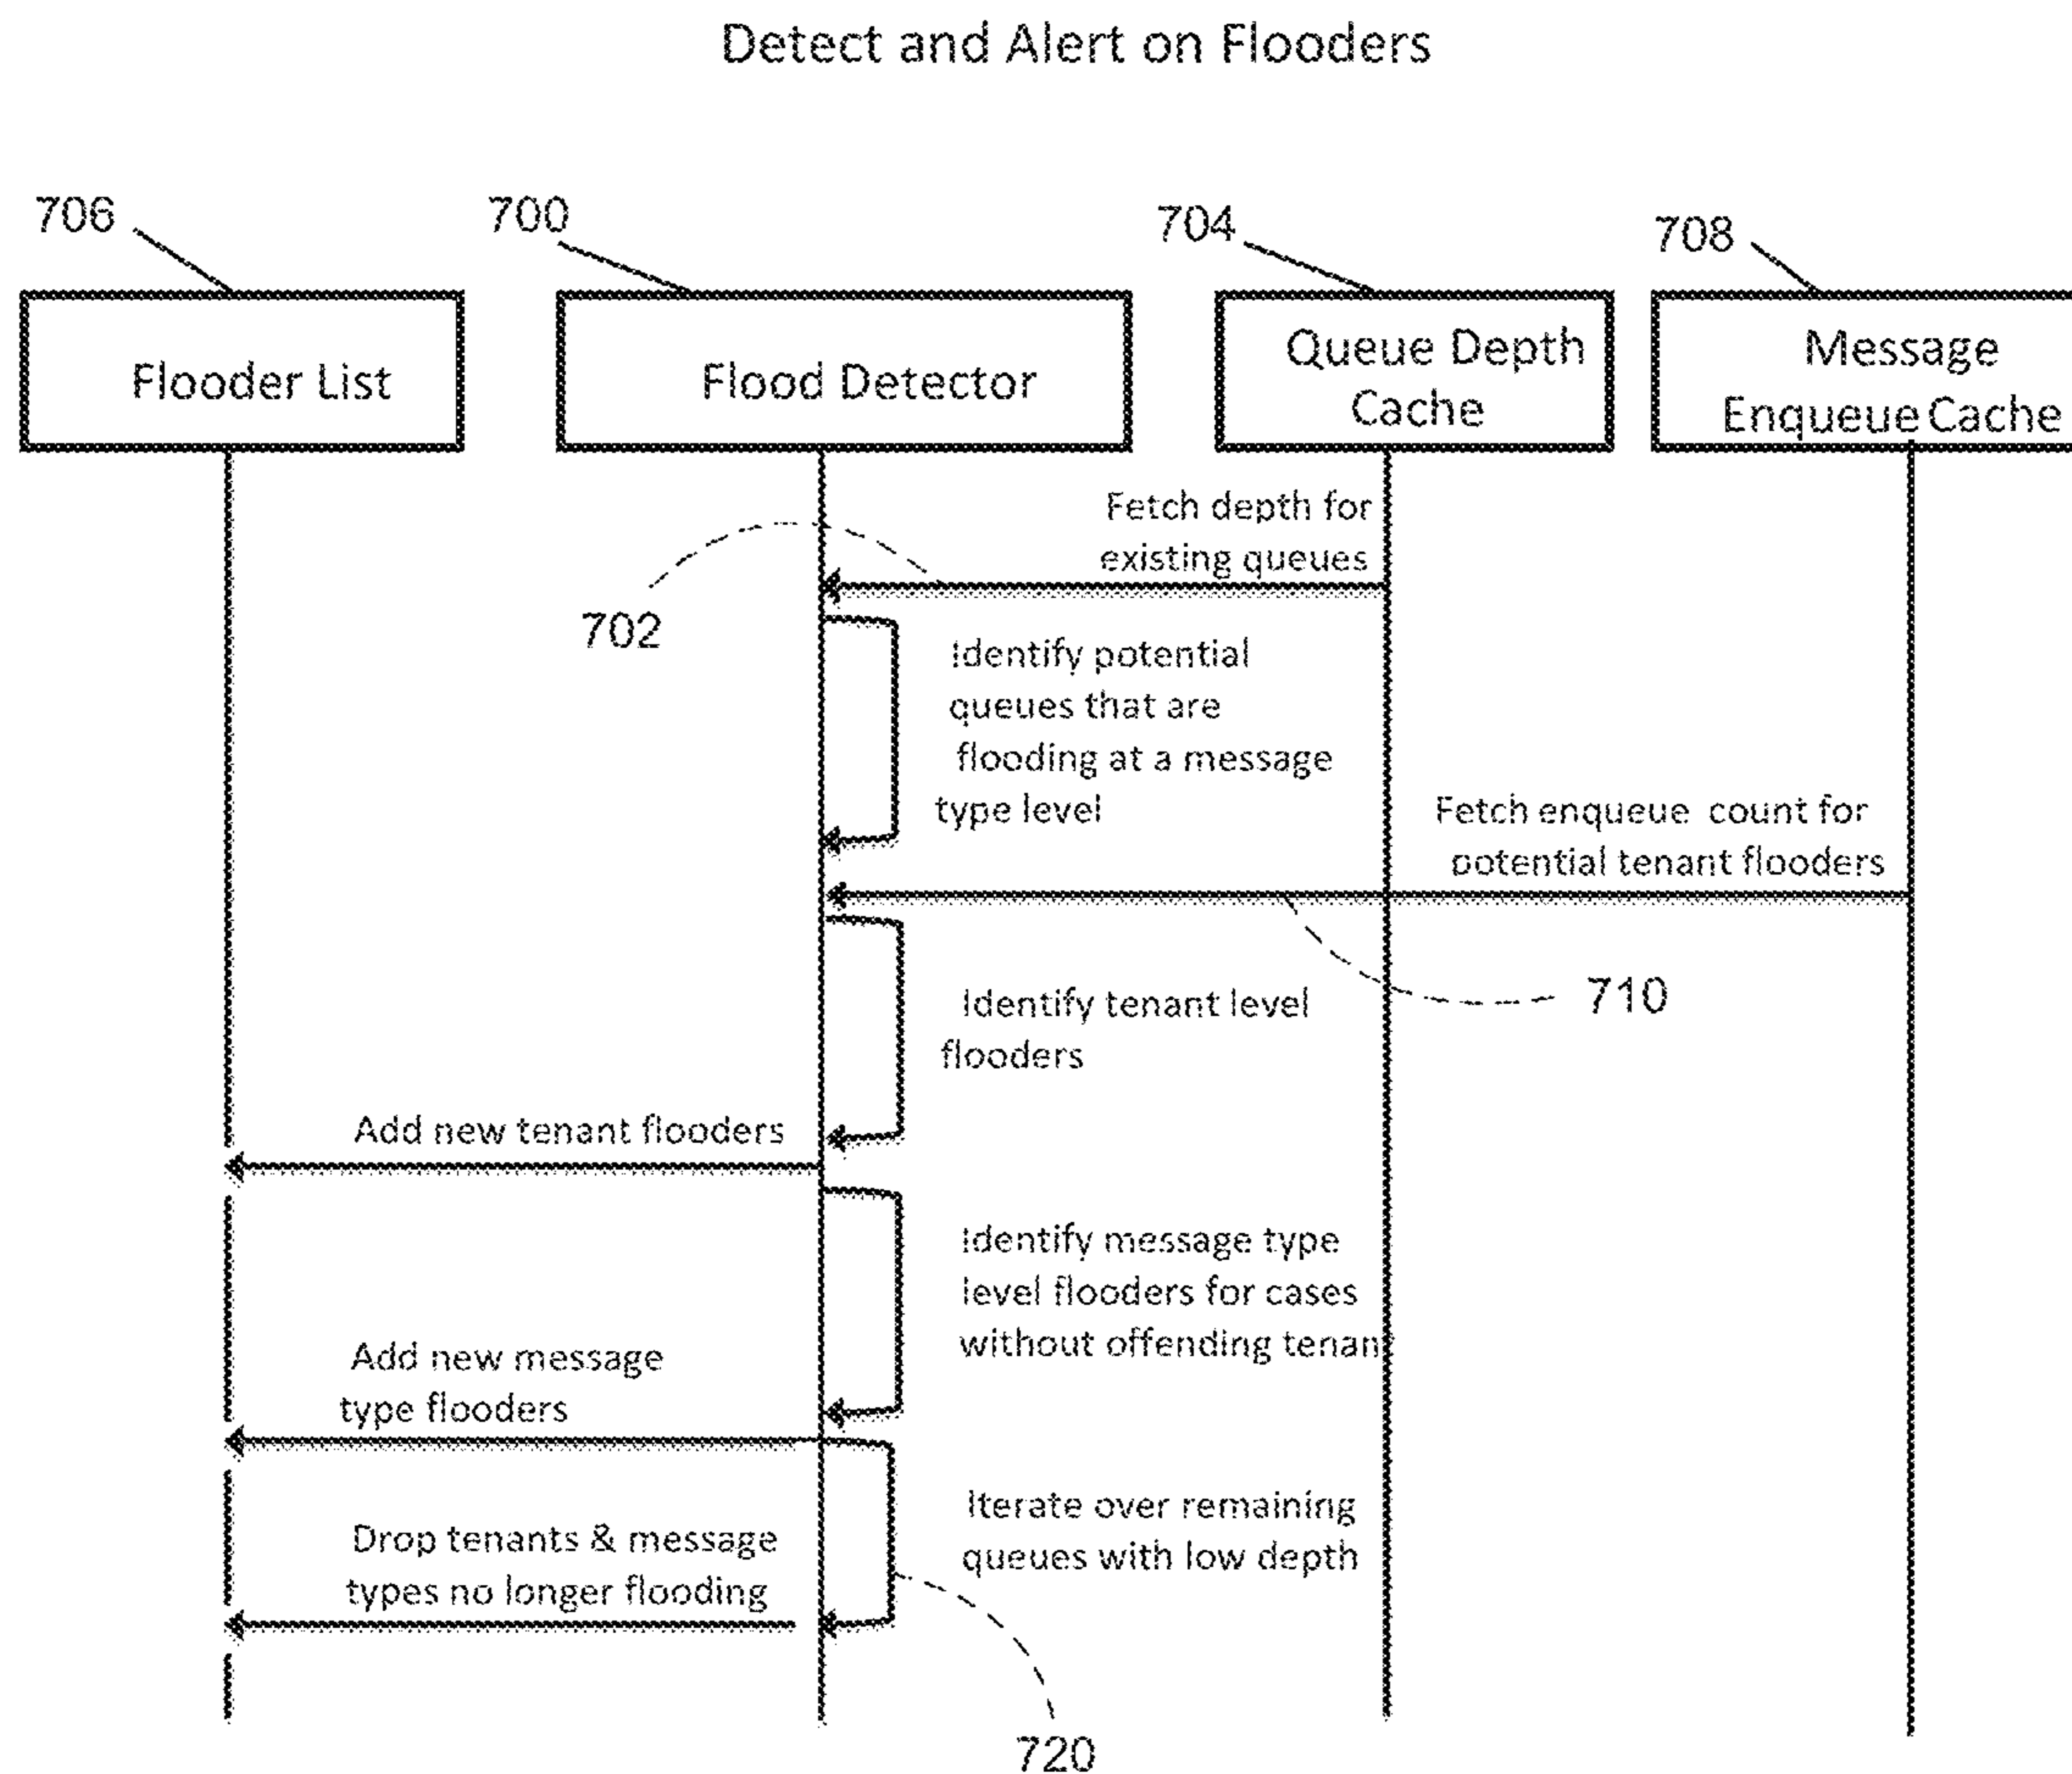 Detect and Alert on Flooders
706
700
704
708
Flooder List
Flood Detector
Queue Depth
Cache
Message
Enqueue Cache
Fetch depth for
existing queues
702
Identify potential
queues that are
flooding at a message
type level
Fetch enqueue count for
potential tenant flooders
710
Identify tenant level
flooders
Add new tenant flooders
Identify message type
level flooders for cases
without offending tenan
Add new message
type flooders
Iterate over remaining
queues with low depth
Drop tenants & message
types no longer flooding
720